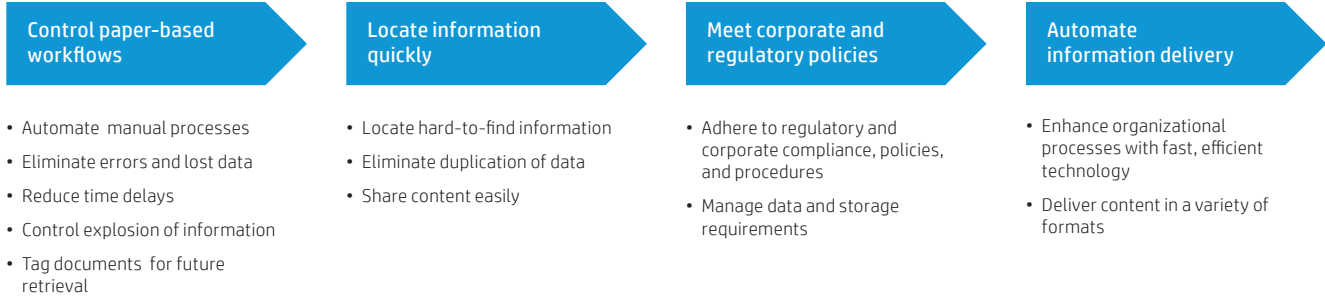 Control paper-based
workflows
• Automate manual processes
• Eliminate errors and lost data
• Reduce time delays
• Control explosion of information
• Tag documents for future
retrieval
Locate information
quickly
• Locate hard-to-find information
• Eliminate duplication of data
• Share content easily
Meet corporate and
regulatory policies
• Adhere to regulatory and
corporate compliance, policies,
and procedures
• Manage data and storage
requirements
Automate
information delivery
• Enhance organizational
processes with fast, efficient
technology
• Deliver content in a variety of
formats